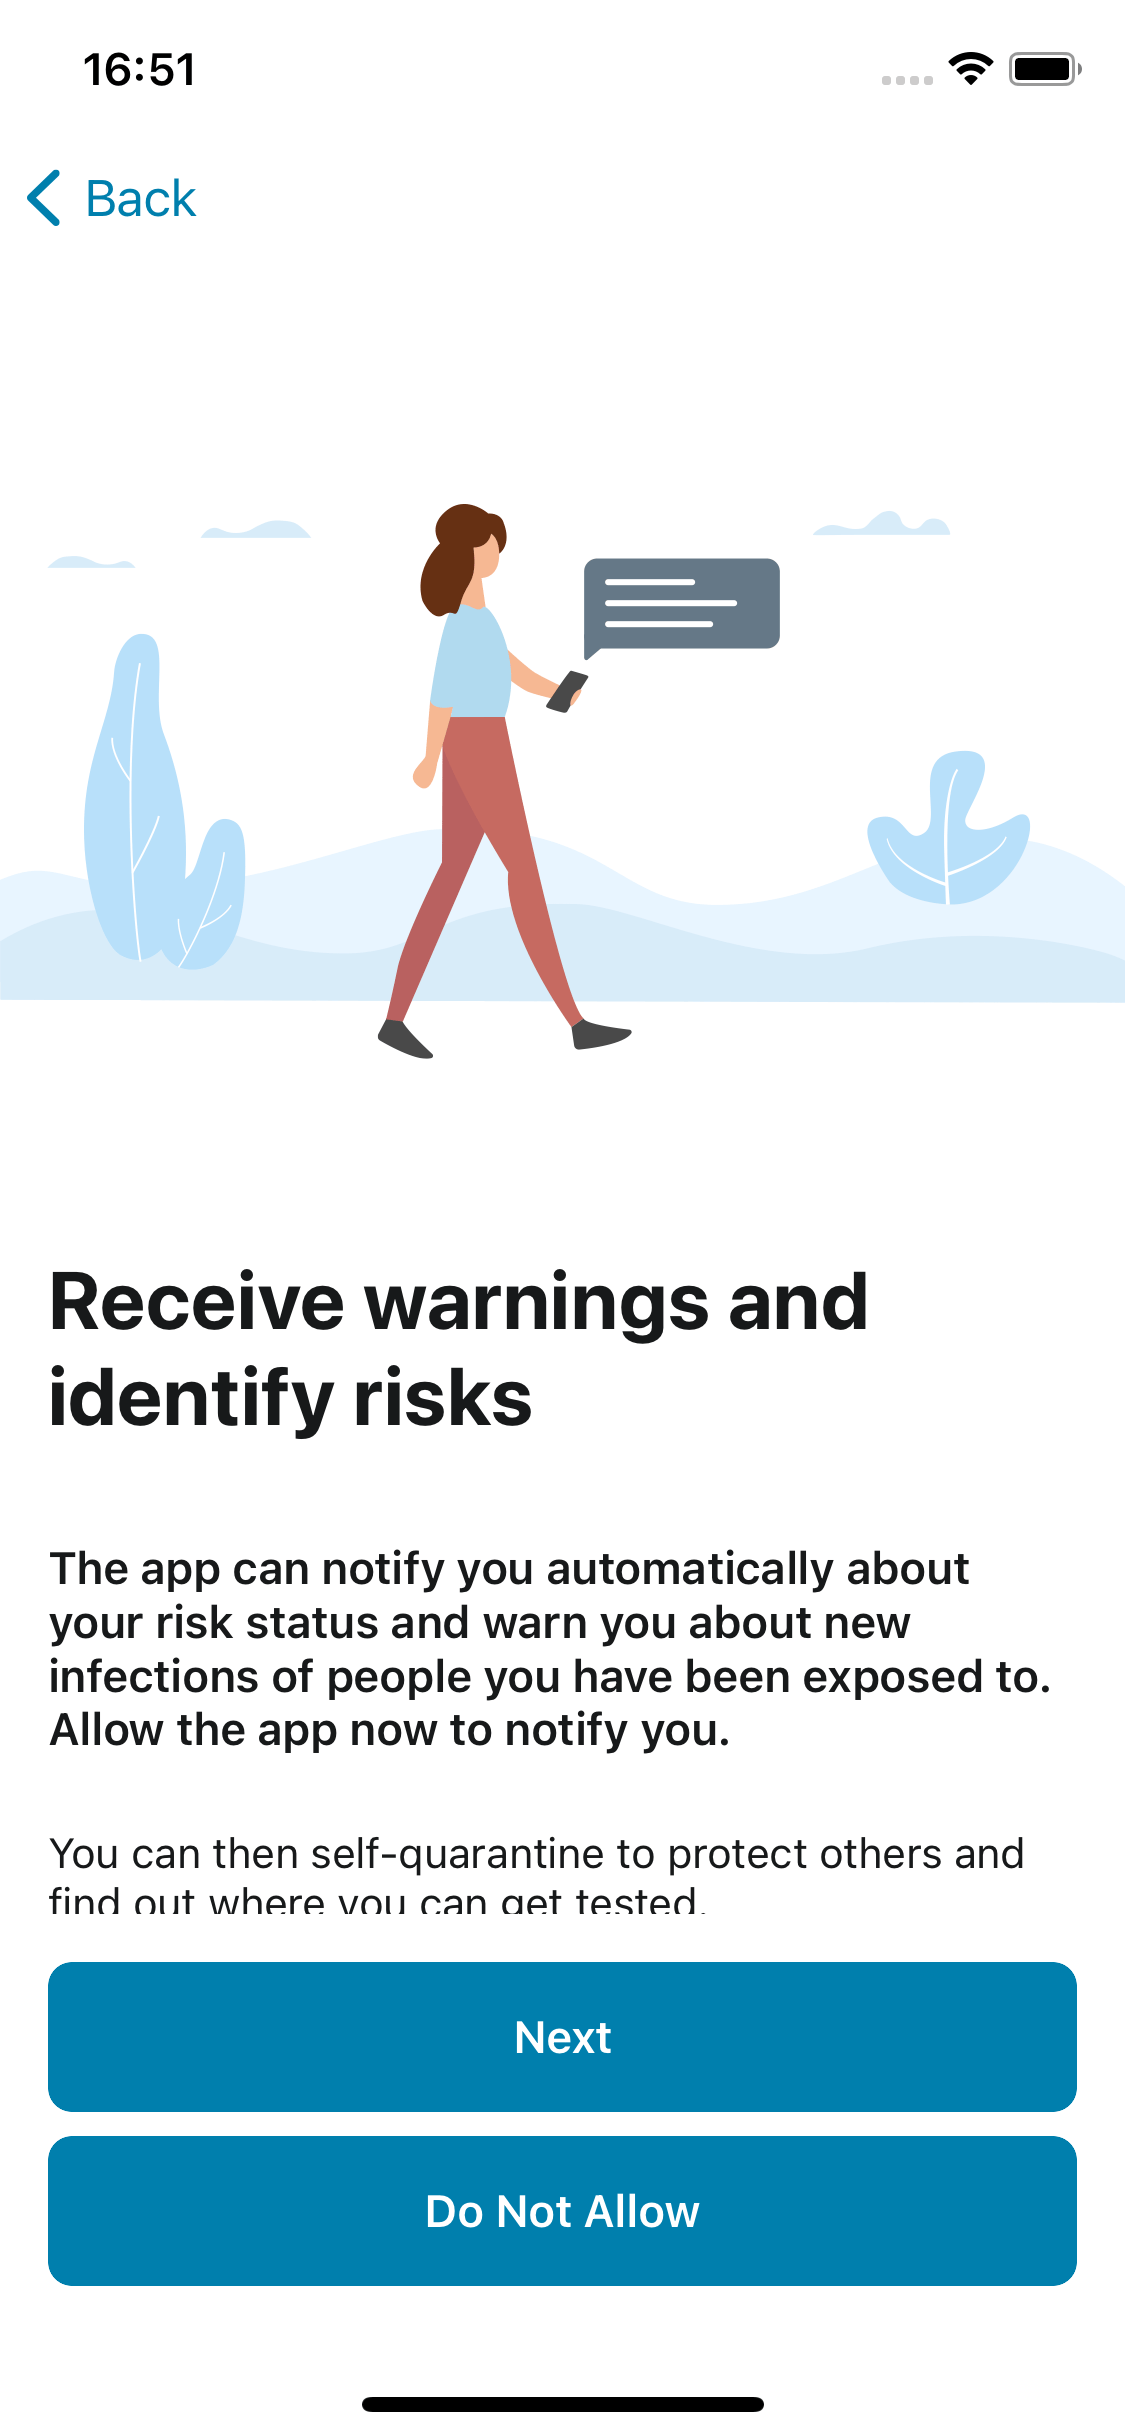 16:51
Back
Receive warnings and
identify risks
The app can notify you automatically about
your risk status and warn you about new
infections of people you have been exposed to.
Allow the app now to notify you.
You can then self-quarantine to protect others and
find out where you can get tested.
Next
Do Not Allow